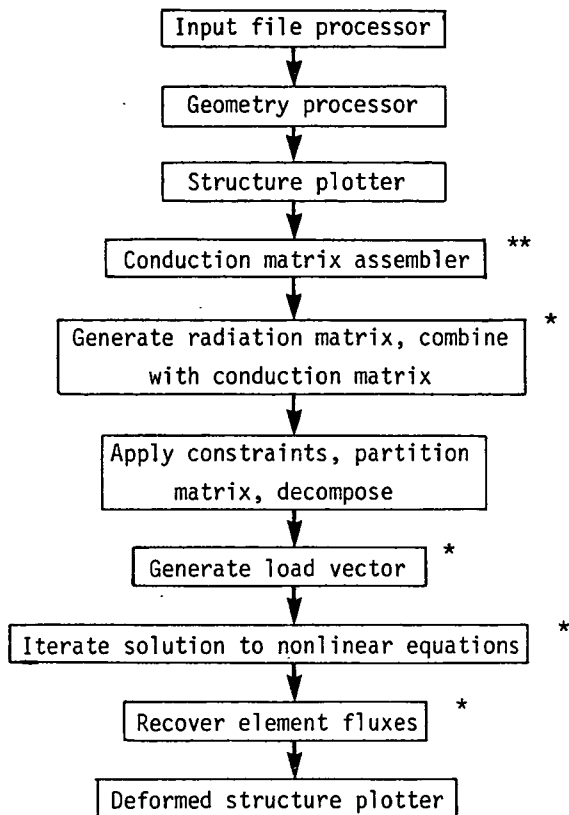 Input file processor
Geometry processor
Structure plotter
Conduction matrix assembler **
Generate radiation matrix, combine *
with conduction matrix
Apply constraints, partition
matrix, decompose
Generate load vector *
Iterate solution to nonlinear equations *
Recover element fluxes *
Deformed structure plotter